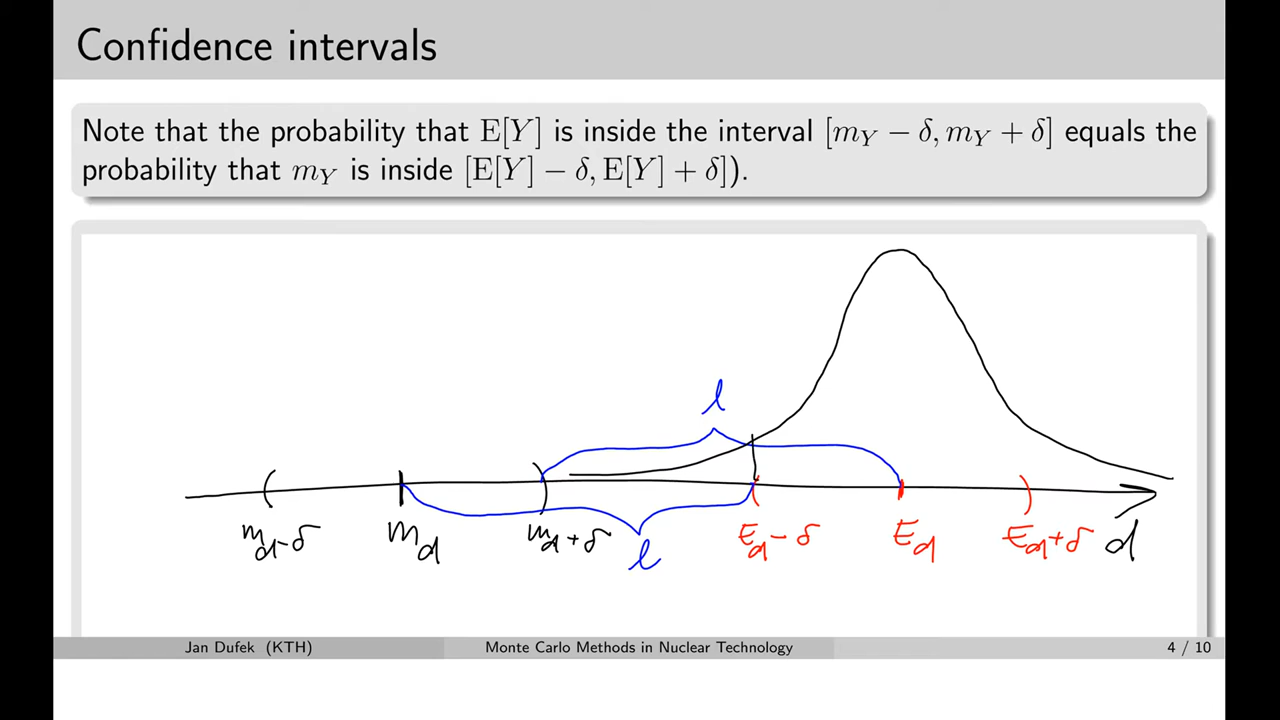 Confidence intervals
Note that the probability that E[Y] is inside the interval [m_Y − δ, m_Y + δ] equals the
probability that m_Y is inside [E[Y] − δ, E[Y] + δ]).
l
m_d-δ m_d m_d+δ E_d-δ E_d E_d+δ d
l
Jan Dufek (KTH) Monte Carlo Methods in Nuclear Technology 4 / 10